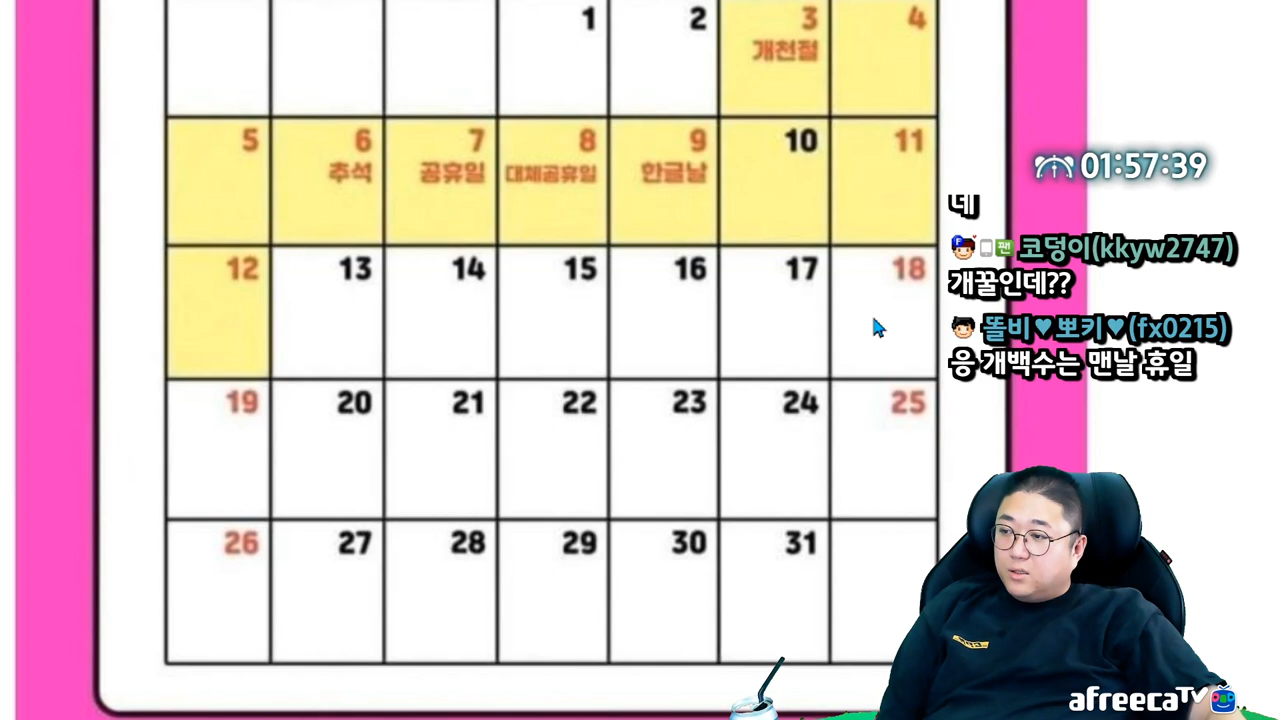 1 2 3 4
개천절
5 6 7 8 9 10 11
추석 공휴일 대체공휴일 한글날
12 13 14 15 16 17 18
19 20 21 22 23 24 25
26 27 28 29 30 31
01:57:39
데
코덩이(kkyw2747)
개꿀인데??
똘비♥뽀키♥(fx0215)
응 개백수는 맨날 휴일
afreecaTV